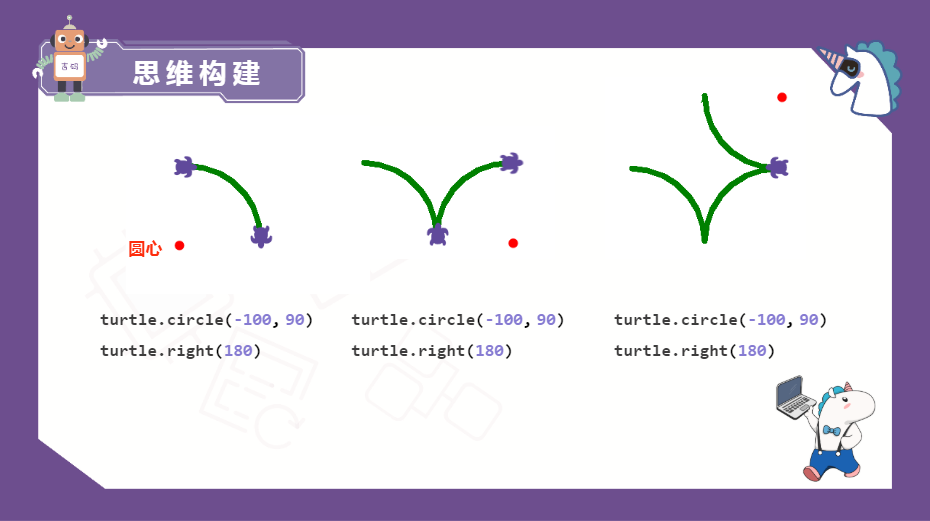 思维构建
圆心
turtle.circle(-100, 90)
turtle.right(180)
turtle.circle(-100, 90)
turtle.right(180)
turtle.circle(-100, 90)
turtle.right(180)